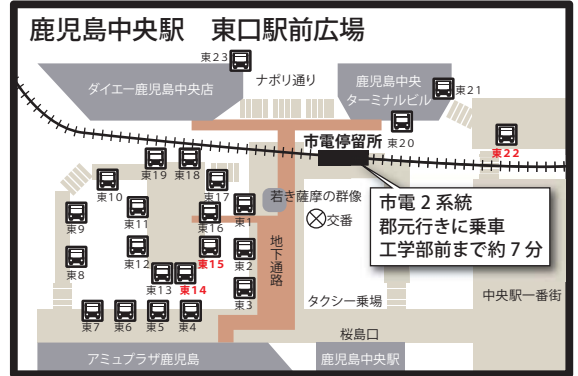 鹿児島中央駅 東口駅前広場
東23
ダイエー鹿児島中央店
ナポリ通り
鹿児島中央
ターミナルビル
東21
東20
東22
市電停留所
東19
東18
東17
東10
東11
東16
東9
東1
若き薩摩の群像
交番
市電2系統
郡元行きに乗車
工学部前まで約7分
東8
東12
東15
東2
地下通路
東13
東14
東3
タクシー乗場
中央駅一番街
東7
東6
東5
東4
桜島口
アミュプラザ鹿児島
鹿児島中央駅